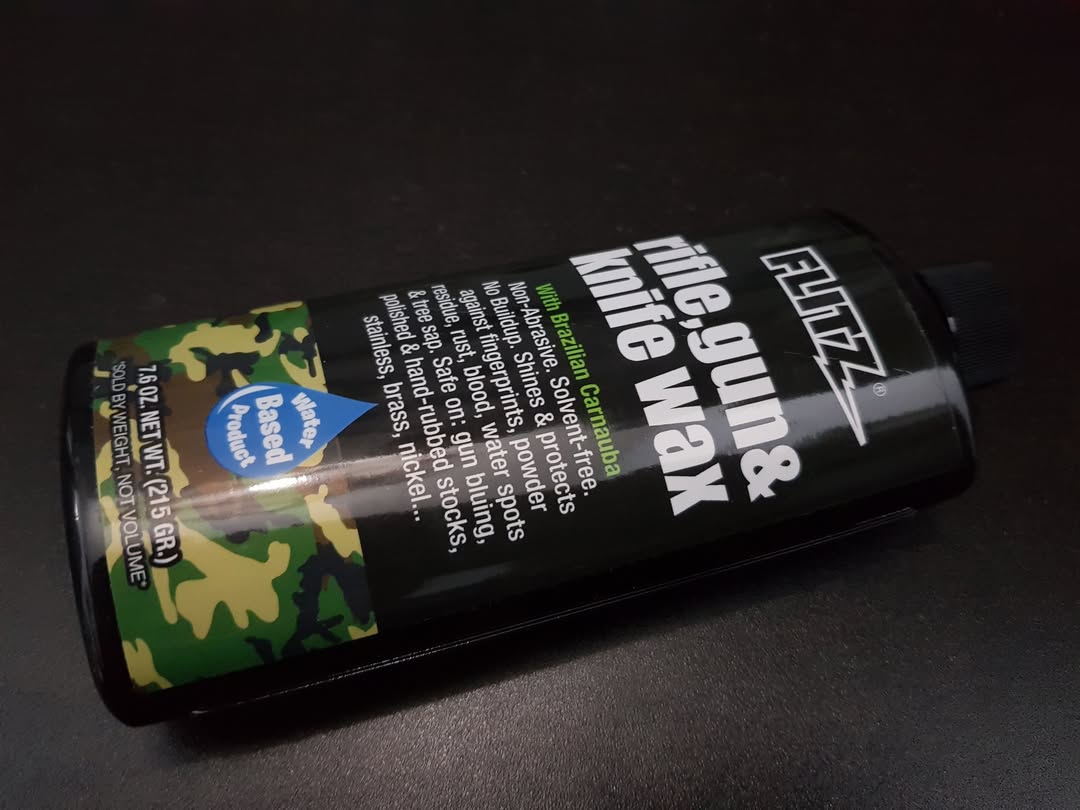 FLITZ®
rifle,gun&
knife wax
With Brazilian Carnauba
Non-Abrasive. Solvent-free.
No Buildup. Shines & protects
against fingerprints, powder
residue, rust, blood, water spots
& tree sap. Safe on: gun bluing,
polished & hand-rubbed stocks,
stainless, brass, nickel...
Water
Based
Product
7.6 OZ. NET WT. (215 GR.)
*SOLD BY WEIGHT, NOT VOLUME*